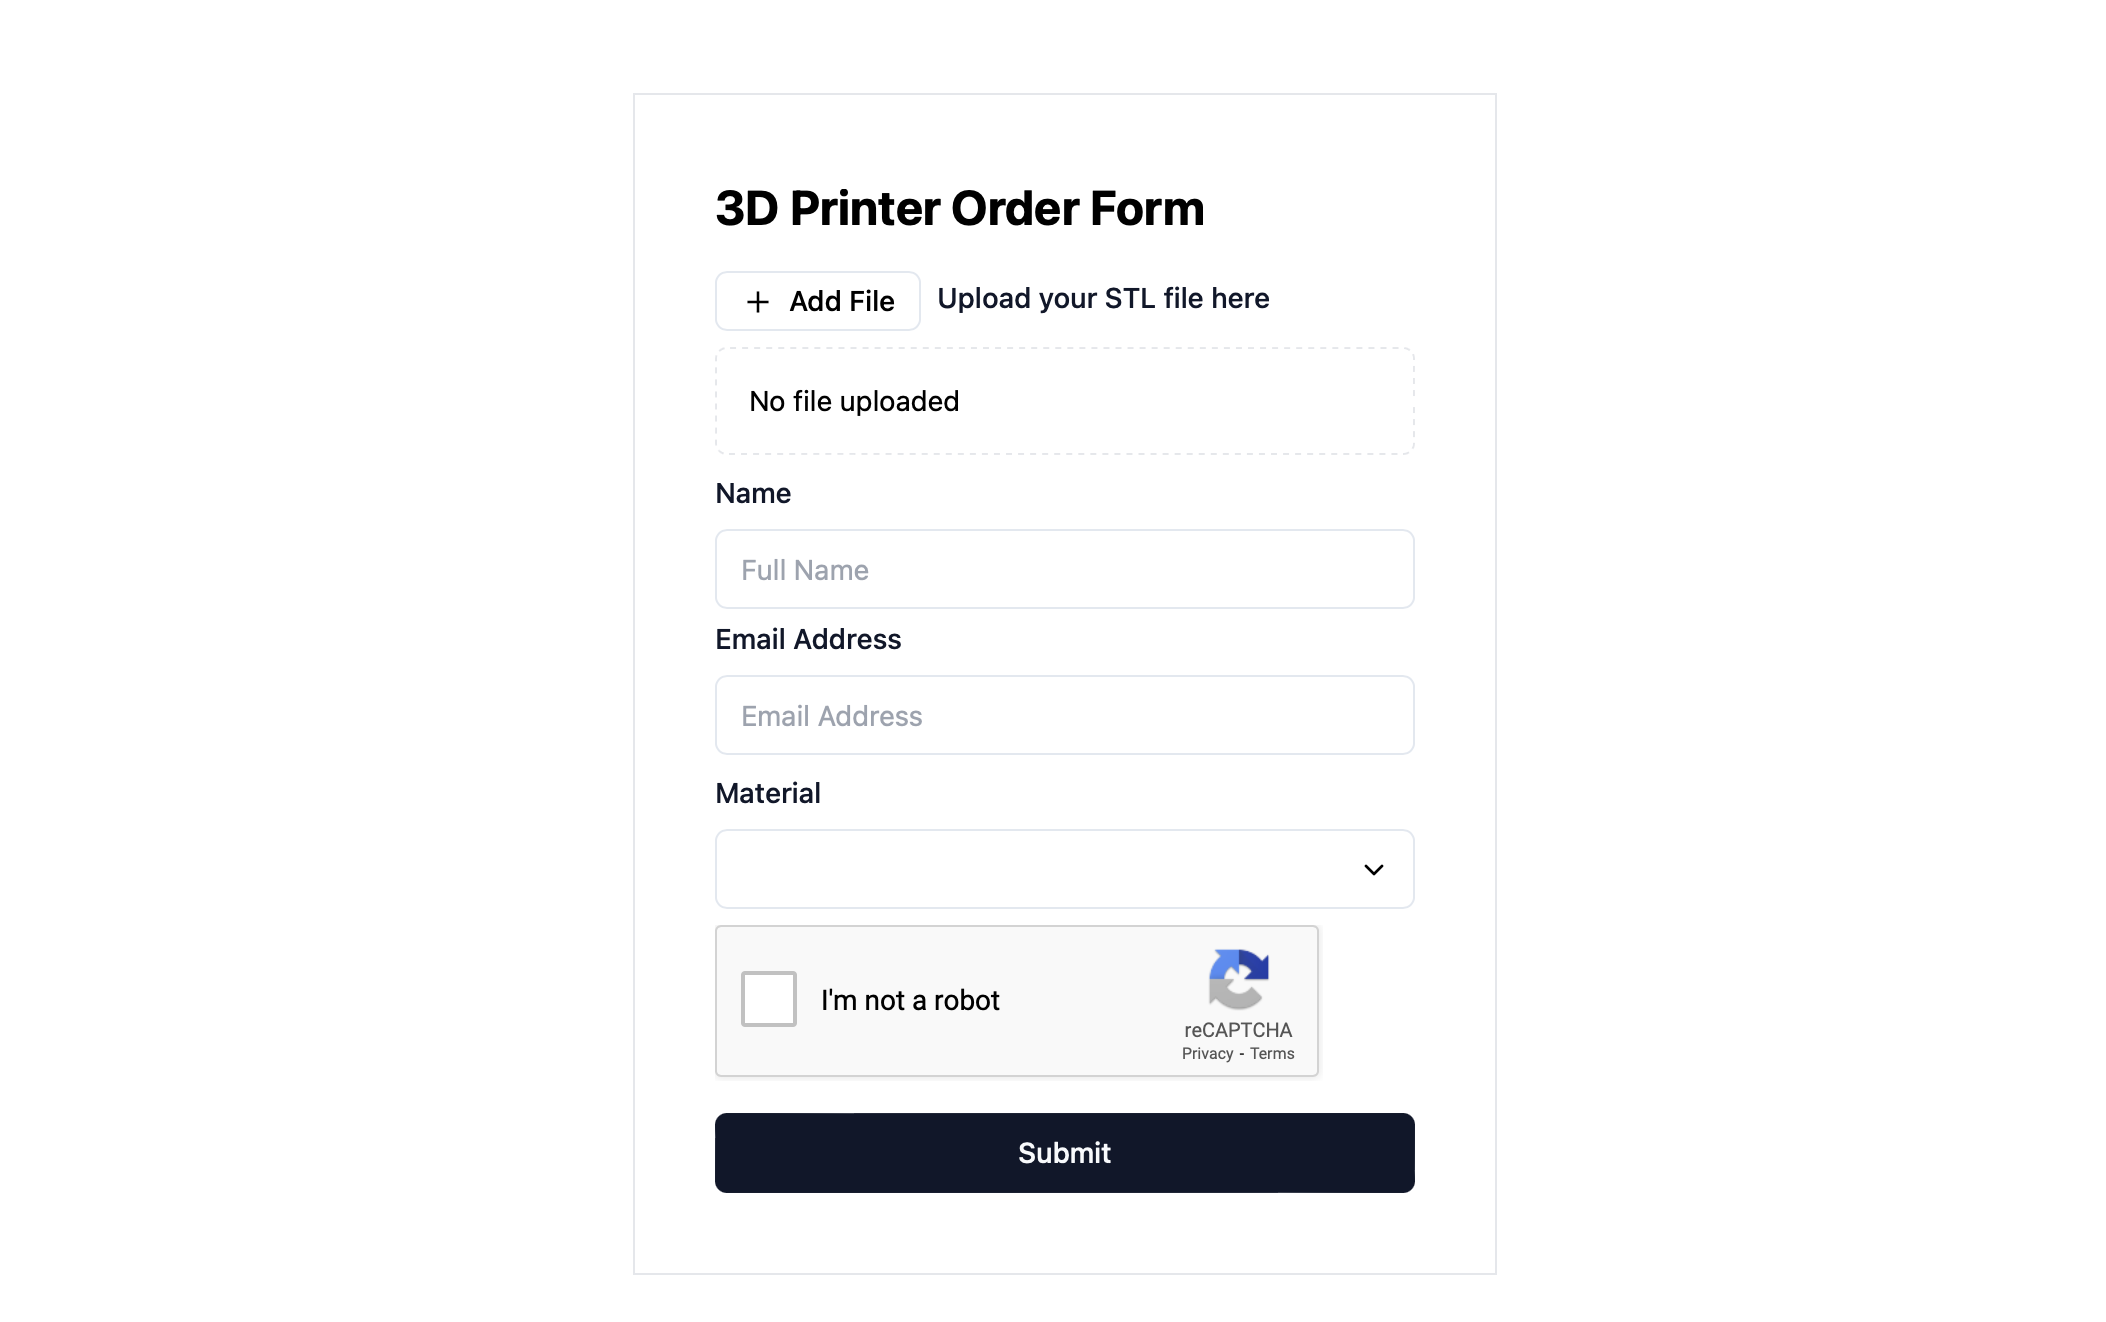 3D Printer Order Form
+ Add File Upload your STL file here
No file uploaded
Name
Full Name
Email Address
Email Address
Material
I'm not a robot
reCAPTCHA
Privacy - Terms
Submit